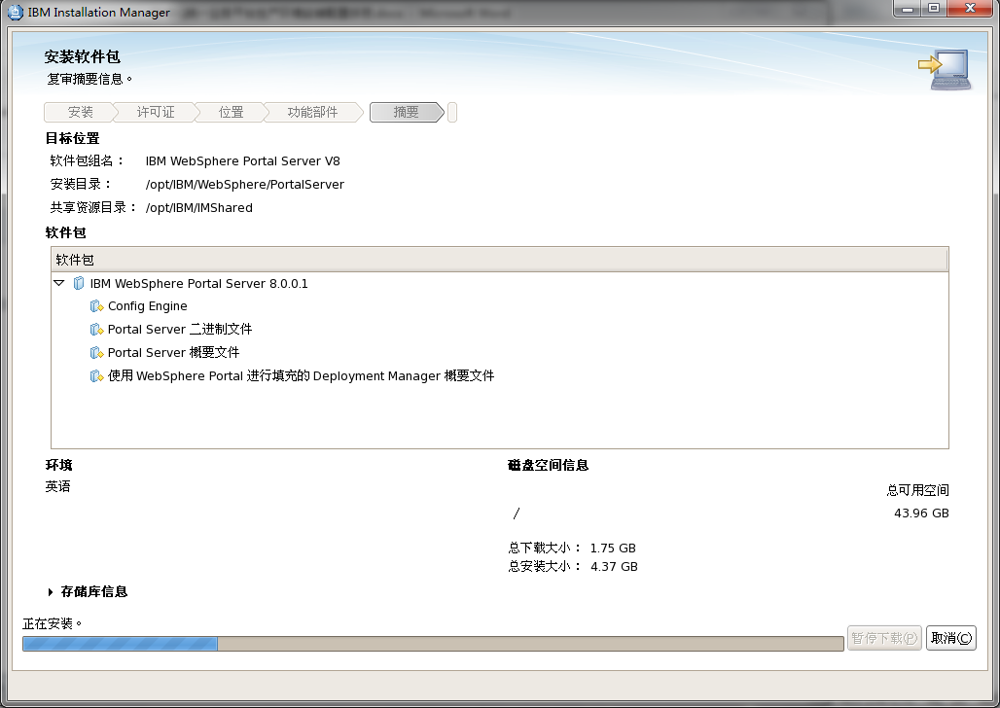 IBM Installation Manager
安装软件包
复审摘要信息。
安装 许可证 位置 功能部件 摘要
目标位置
软件包组名： IBM WebSphere Portal Server V8
安装目录： /opt/IBM/WebSphere/PortalServer
共享资源目录： /opt/IBM/IMShared
软件包
软件包
IBM WebSphere Portal Server 8.0.0.1
Config Engine
Portal Server 二进制文件
Portal Server 概要文件
使用 WebSphere Portal 进行填充的 Deployment Manager 概要文件
环境
英语
磁盘空间信息
总可用空间
/ 43.96 GB
总下载大小： 1.75 GB
总安装大小： 4.37 GB
存储库信息
正在安装。
暂停下载(P) 取消(C)